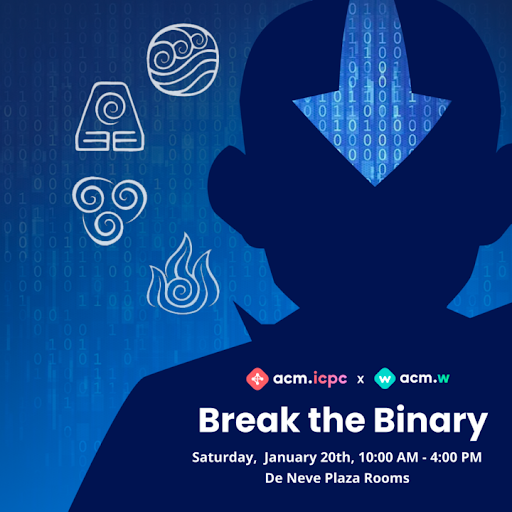 acm.icpc x w acm.w
Break the Binary
Saturday, January 20th, 10:00 AM - 4:00 PM
De Neve Plaza Rooms